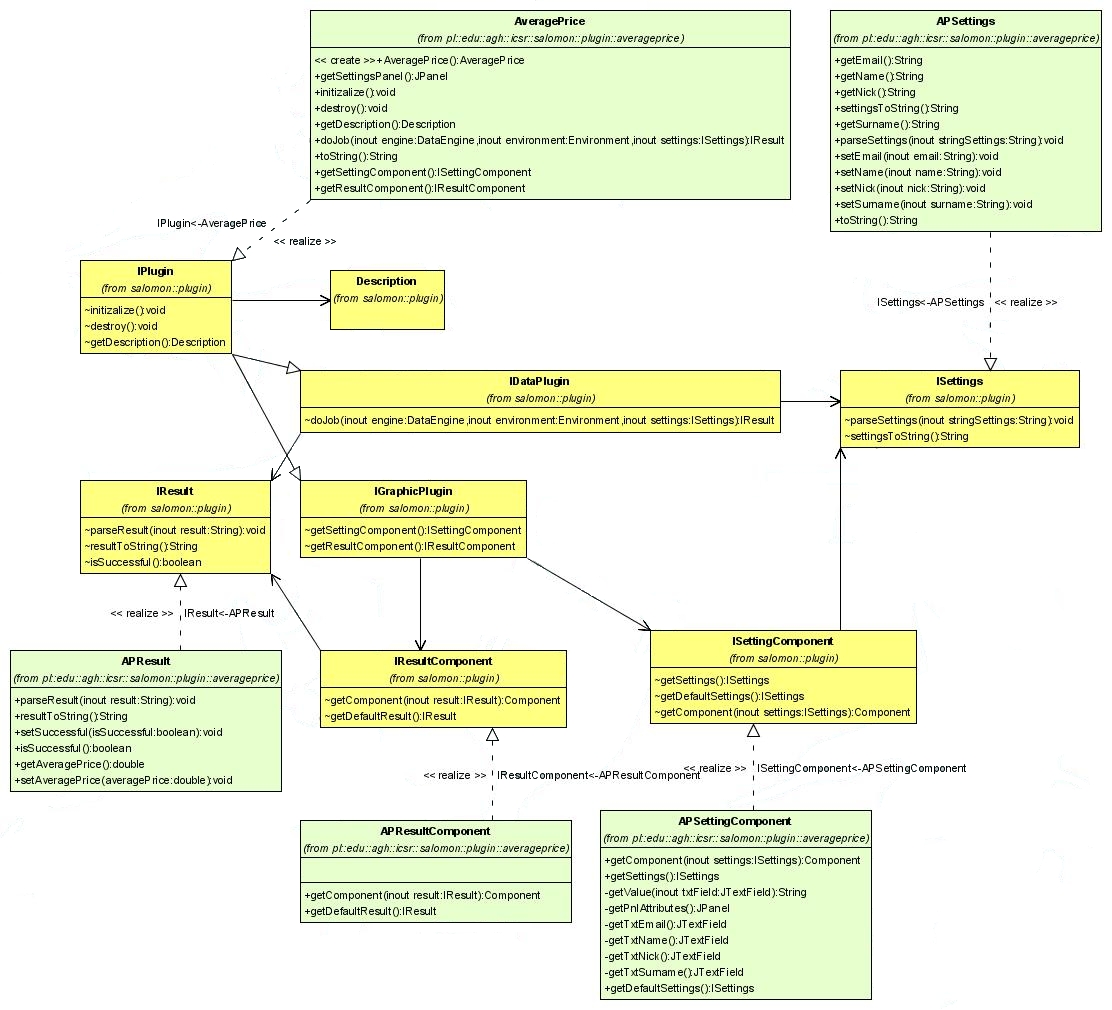 AveragePrice
(from pl::edu::agh::icsr::salomon::plugin::averageprice)
<< create >>+AveragePrice():AveragePrice
+getSettingsPanel():JPanel
+initizalize():void
+destroy():void
+getDescription():Description
+doJob(inout engine:DataEngine,inout environment:Environment,inout settings:ISettings):IResult
+toString():String
+getSettingComponent():ISettingComponent
+getResultComponent():IResultComponent
APSettings
(from pl::edu::agh::icsr::salomon::plugin::averageprice)
+getEmail():String
+getName():String
+getNick():String
+settingsToString():String
+getSurname():String
+parseSettings(inout stringSettings:String):void
+setEmail(inout email:String):void
+setName(inout name:String):void
+setNick(inout nick:String):void
+setSurname(inout surname:String):void
+toString():String
IPlugin<-AveragePrice
<< realize >>
IPlugin
(from salomon::plugin)
~initizalize():void
~destroy():void
~getDescription():Description
Description
(from salomon::plugin)
ISettings<-APSettings
<< realize >>
IDataPlugin
(from salomon::plugin)
~doJob(inout engine:DataEngine,inout environment:Environment,inout settings:ISettings):IResult
ISettings
(from salomon::plugin)
~parseSettings(inout stringSettings:String):void
~settingsToString():String
IResult
(from salomon::plugin)
~parseResult(inout result:String):void
~resultToString():String
~isSuccessful():boolean
IGraphicPlugin
(from salomon::plugin)
~getSettingComponent():ISettingComponent
~getResultComponent():IResultComponent
<< realize >>
IResult<-APResult
APResult
(from pl::edu::agh::icsr::salomon::plugin::averageprice)
+parseResult(inout result:String):void
+resultToString():String
+setSuccessful(isSuccessful:boolean):void
+isSuccessful():boolean
+getAveragePrice():double
+setAveragePrice(averagePrice:double):void
IResultComponent
(from salomon::plugin)
~getComponent(inout result:IResult):Component
~getDefaultResult():IResult
ISettingComponent
(from salomon::plugin)
~getSettings():ISettings
~getDefaultSettings():ISettings
~getComponent(inout settings:ISettings):Component
<< realize >>
IResultComponent<-APResultComponent
<< realize >>
ISettingComponent<-APSettingComponent
APResultComponent
(from pl::edu::agh::icsr::salomon::plugin::averageprice)
+getComponent(inout result:IResult):Component
+getDefaultResult():IResult
APSettingComponent
(from pl::edu::agh::icsr::salomon::plugin::averageprice)
+getComponent(inout settings:ISettings):Component
+getSettings():ISettings
-getValue(inout txtField:JTextField):String
-getPnlAttributes():JPanel
-getTxtEmail():JTextField
-getTxtName():JTextField
-getTxtNick():JTextField
-getTxtSurname():JTextField
+getDefaultSettings():ISettings